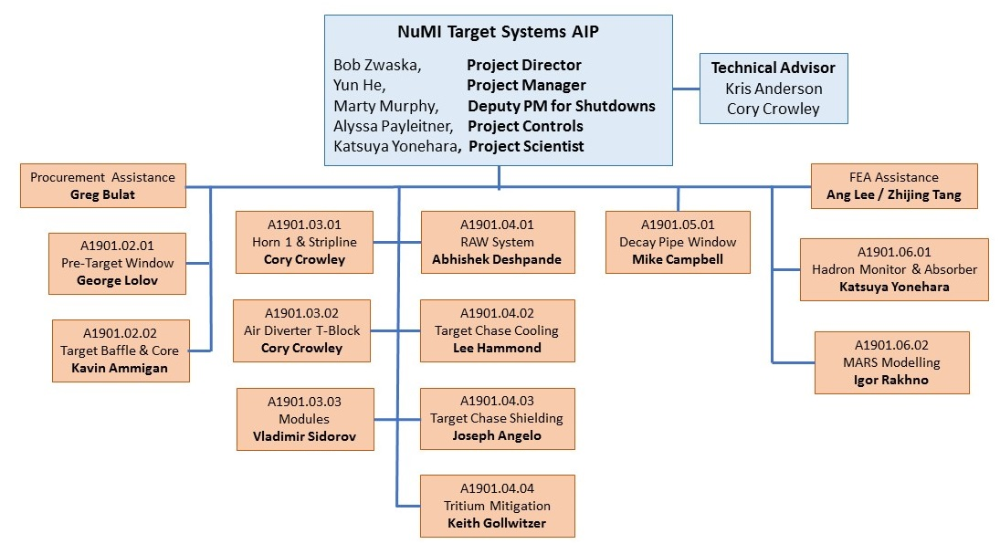 NuMI Target Systems AIP
Bob Zwaska, Project Director
Yun He, Project Manager
Marty Murphy, Deputy PM for Shutdowns
Alyssa Payleitner, Project Controls
Katsuya Yonehara, Project Scientist
Technical Advisor
Kris Anderson
Cory Crowley
Procurement Assistance
Greg Bulat
FEA Assistance
Ang Lee / Zhijing Tang
A1901.02.01
Pre-Target Window
George Lolov
A1901.02.02
Target Baffle & Core
Kavin Ammigan
A1901.03.01
Horn 1 & Stripline
Cory Crowley
A1901.03.02
Air Diverter T-Block
Cory Crowley
A1901.03.03
Modules
Vladimir Sidorov
A1901.04.01
RAW System
Abhishek Deshpande
A1901.04.02
Target Chase Cooling
Lee Hammond
A1901.04.03
Target Chase Shielding
Joseph Angelo
A1901.04.04
Tritium Mitigation
Keith Gollwitzer
A1901.05.01
Decay Pipe Window
Mike Campbell
A1901.06.01
Hadron Monitor & Absorber
Katsuya Yonehara
A1901.06.02
MARS Modelling
Igor Rakhno